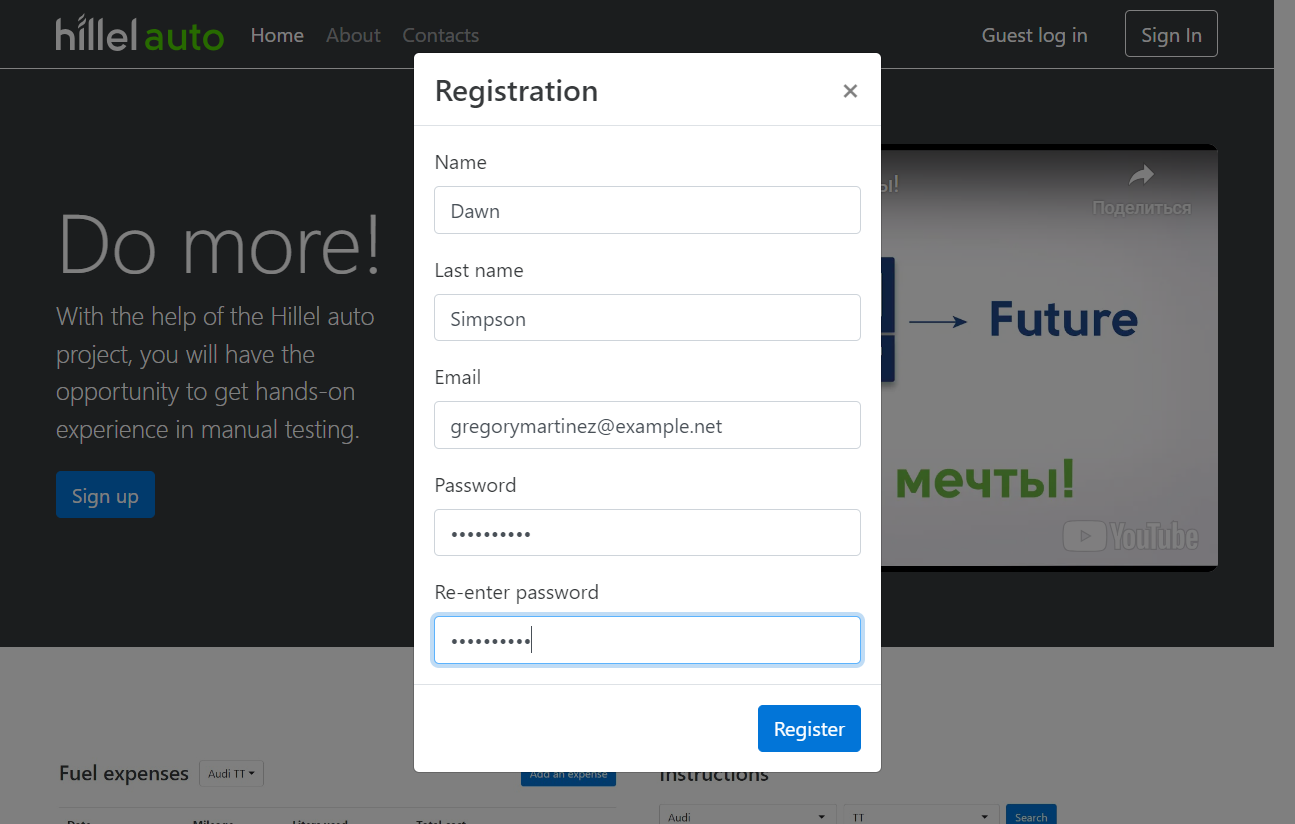 hillel auto
Home
About
Contacts
Guest log in
Sign In
Registration
×
Name
Dawn
Last name
Simpson
Email
gregorymartinez@example.net
Password
••••••••••
Re-enter password
••••••••••
Register
Do more!
With the help of the Hillel auto
project, you will have the
opportunity to get hands-on
experience in manual testing.
Sign up
ы!
Поделиться
Future
мечты!
YouTube
Fuel expenses
Audi TT
Add an expense
Instructions
Audi
TT
Search